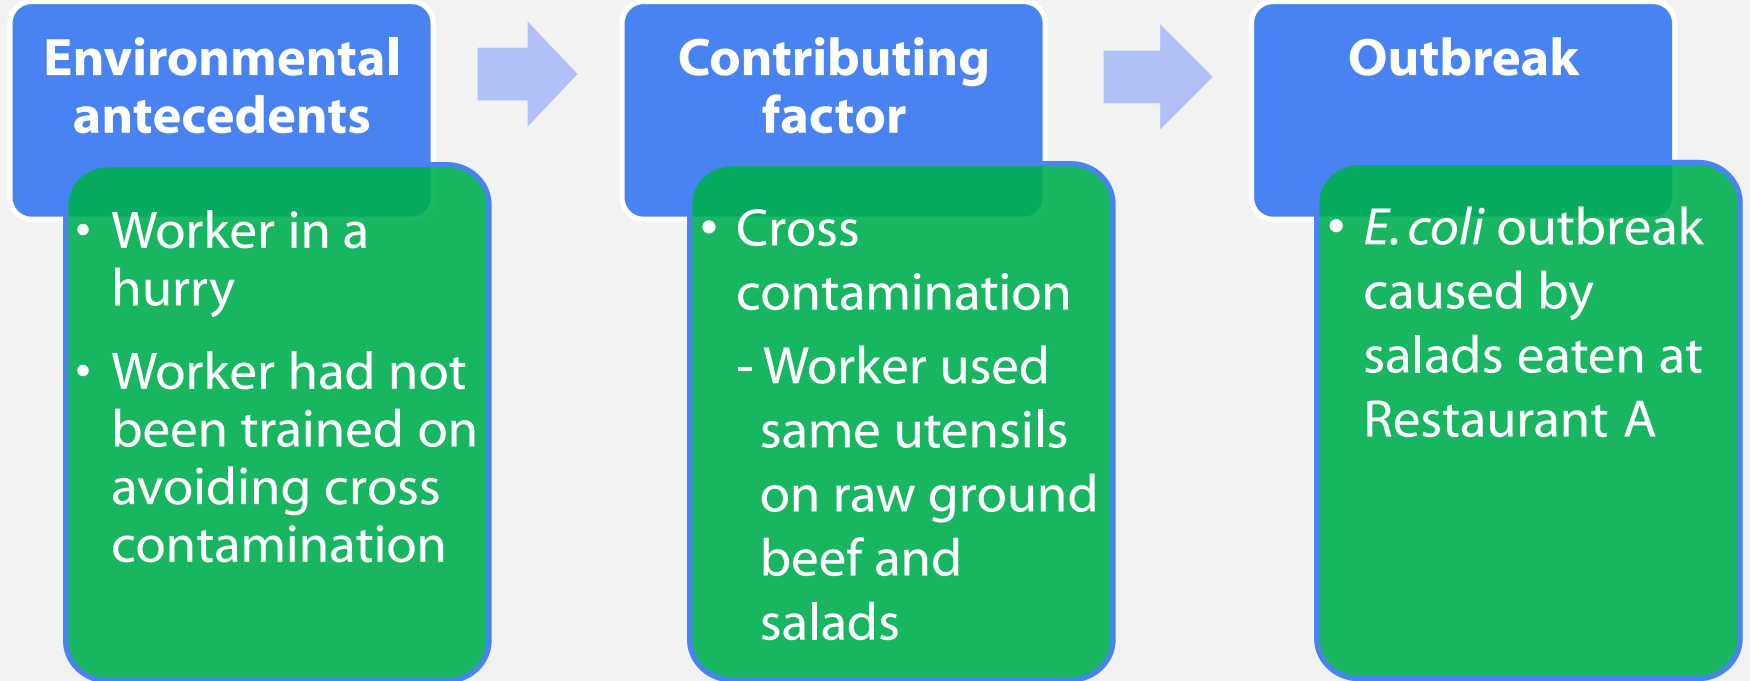 Environmental
antecedents
• Worker in a
hurry
• Worker had not
been trained on
avoiding cross
contamination
Contributing
factor
• Cross
contamination
- Worker used
same utensils
on raw ground
beef and
salads
Outbreak
• E. coli outbreak
caused by
salads eaten at
Restaurant A